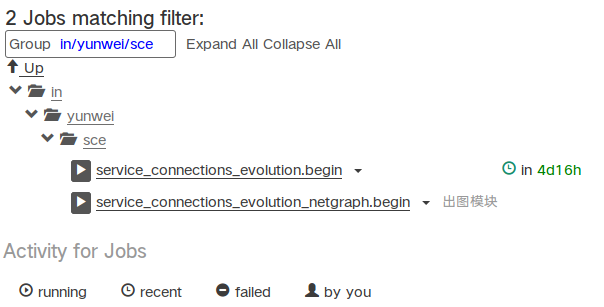 2 Jobs matching filter:
Group in/yunwei/sce Expand All Collapse All
Up
in
yunwei
sce
service_connections_evolution.begin in 4d16h
service_connections_evolution_netgraph.begin 出图模块
Activity for Jobs
running recent failed by you